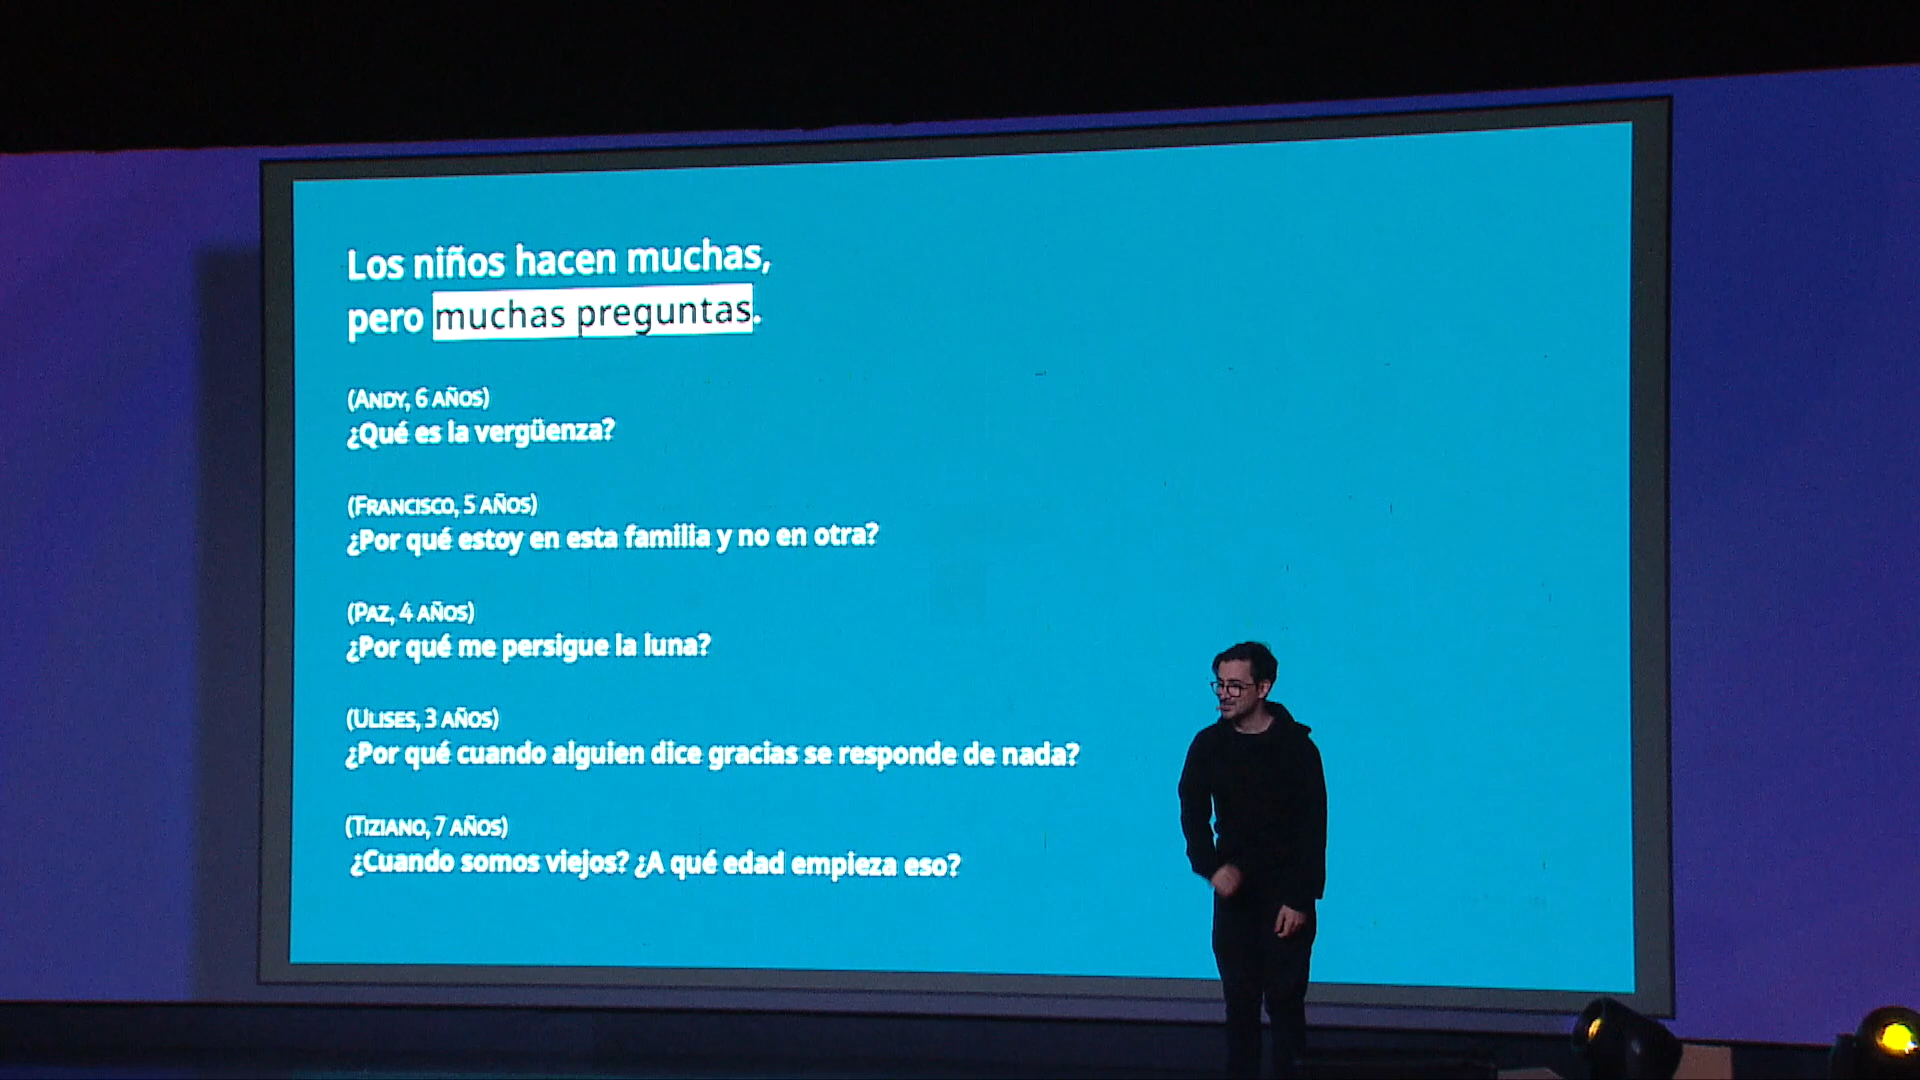 Los niños hacen muchas,
pero muchas preguntas.
(ANDY, 6 AÑOS)
¿Qué es la vergüenza?
(FRANCISCO, 5 AÑOS)
¿Por qué estoy en esta familia y no en otra?
(PAZ, 4 AÑOS)
¿Por qué me persigue la luna?
(ULISES, 3 AÑOS)
¿Por qué cuando alguien dice gracias se responde de nada?
(TIZIANO, 7 AÑOS)
¿Cuando somos viejos? ¿A qué edad empieza eso?